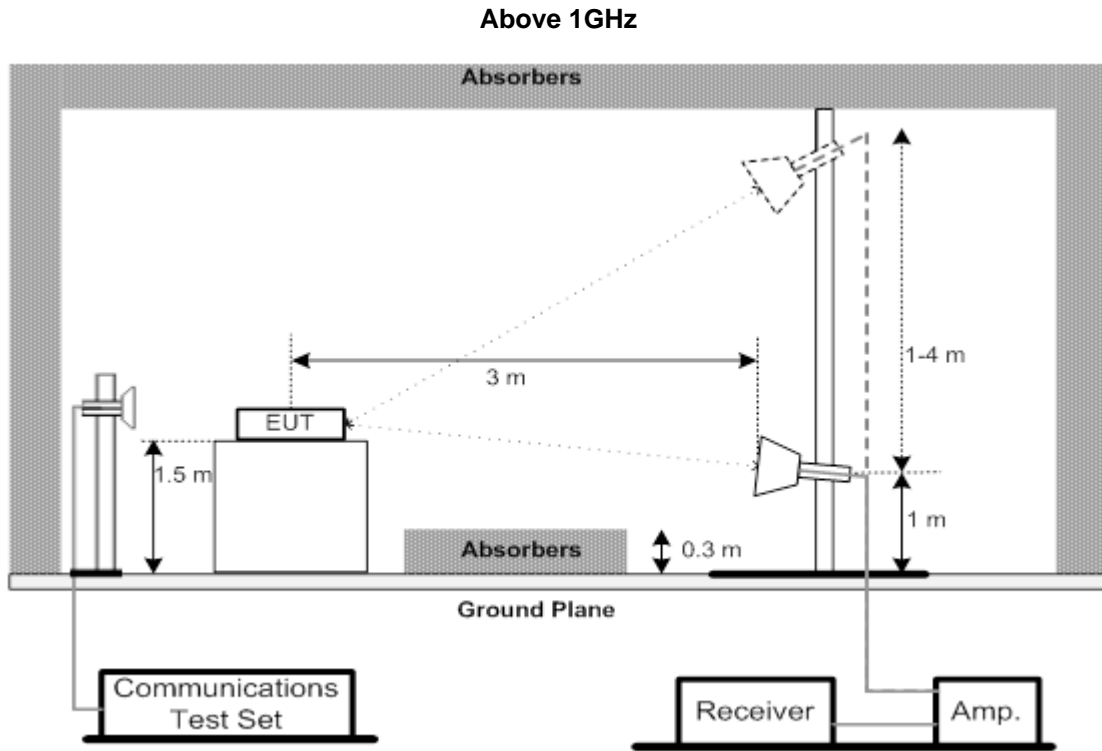 Above 1GHz
Absorbers
3 m
1-4 m
EUT
1.5 m
1 m
Absorbers
0.3 m
Ground Plane
Communications
Test Set
Receiver
Amp.